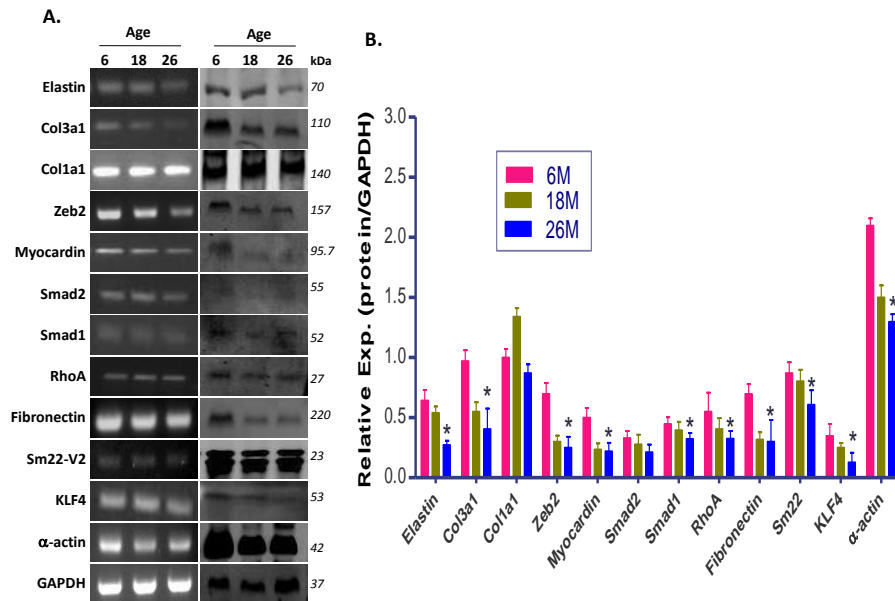 A.
Age Age
6 18 26 6 18 26 kDa
Elastin 70
Col3a1 110
Col1a1 140
Zeb2 157
Myocardin 95.7
Smad2 55
Smad1 52
RhoA 27
Fibronectin 220
Sm22-V2 23
KLF4 53
α-actin 42
GAPDH 37
B.
Relative Exp. (protein/GAPDH)
3.0
2.5
2.0
1.5
1.0
0.5
0.0
6M
18M
26M
* * * * * * * * * *
Elastin Col3a1 Col1a1 Zeb2 Myocardin Smad2 Smad1 RhoA Fibronectin Sm22 KLF4 α-actin